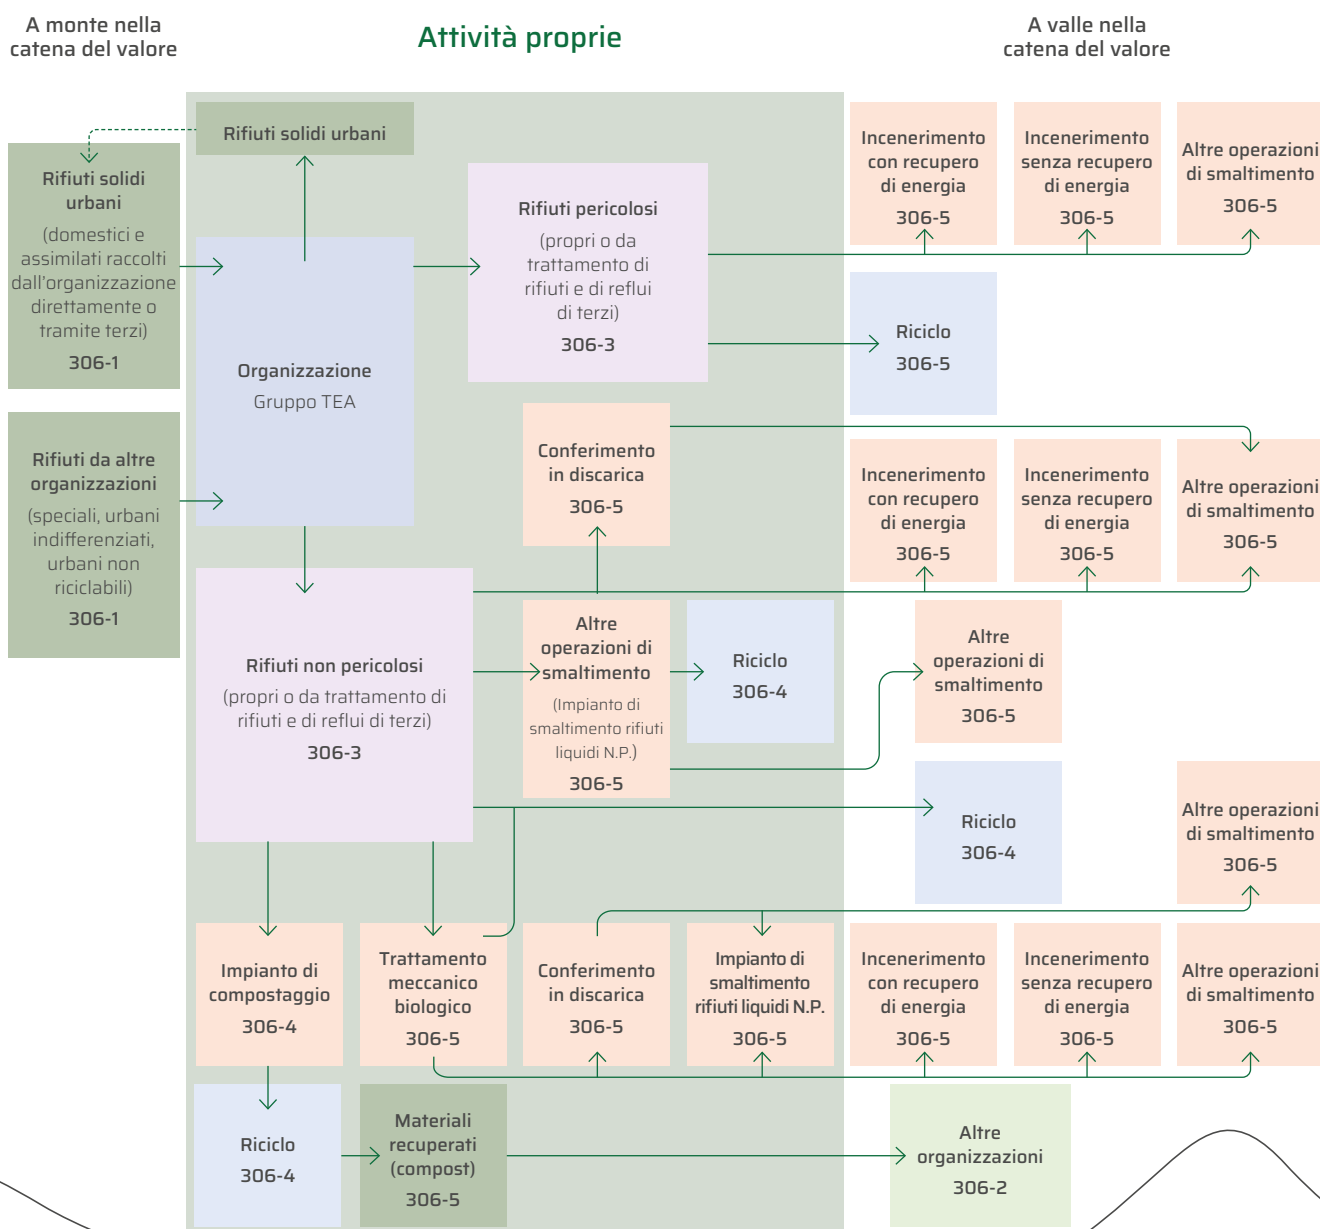 A monte nella
catena del valore
Attività proprie
A valle nella
catena del valore
Rifiuti solidi urbani
Rifiuti solidi
urbani
(domestici e
assimilati raccolti
dall'organizzazione
direttamente o
tramite terzi)
306-1
Rifiuti da altre
organizzazioni
(speciali, urbani
indifferenziati,
urbani non
riciclabili)
306-1
Organizzazione
Gruppo TEA
Rifiuti pericolosi
(propri o da
trattamento di
rifiuti e di reflui
di terzi)
306-3
Incenerimento
con recupero
di energia
306-5
Incenerimento
senza recupero
di energia
306-5
Altre operazioni
di smaltimento
306-5
Riciclo
306-5
Conferimento
in discarica
306-5
Incenerimento
con recupero
di energia
306-5
Incenerimento
senza recupero
di energia
306-5
Altre operazioni
di smaltimento
306-5
Rifiuti non pericolosi
(propri o da trattamento di
rifiuti e di reflui di terzi)
306-3
Altre
operazioni di
smaltimento
(Impianto di
smaltimento rifiuti
liquidi N.P.)
306-5
Riciclo
306-4
Altre
operazioni di
smaltimento
306-5
Riciclo
306-4
Altre operazioni
di smaltimento
306-5
Impianto di
compostaggio
306-4
Trattamento
meccanico
biologico
306-5
Conferimento
in discarica
306-5
Impianto di
smaltimento
rifiuti liquidi N.P.
306-5
Incenerimento
con recupero
di energia
306-5
Incenerimento
senza recupero
di energia
306-5
Altre operazioni
di smaltimento
306-5
Riciclo
306-4
Materiali
recuperati
(compost)
306-5
Altre
organizzazioni
306-2